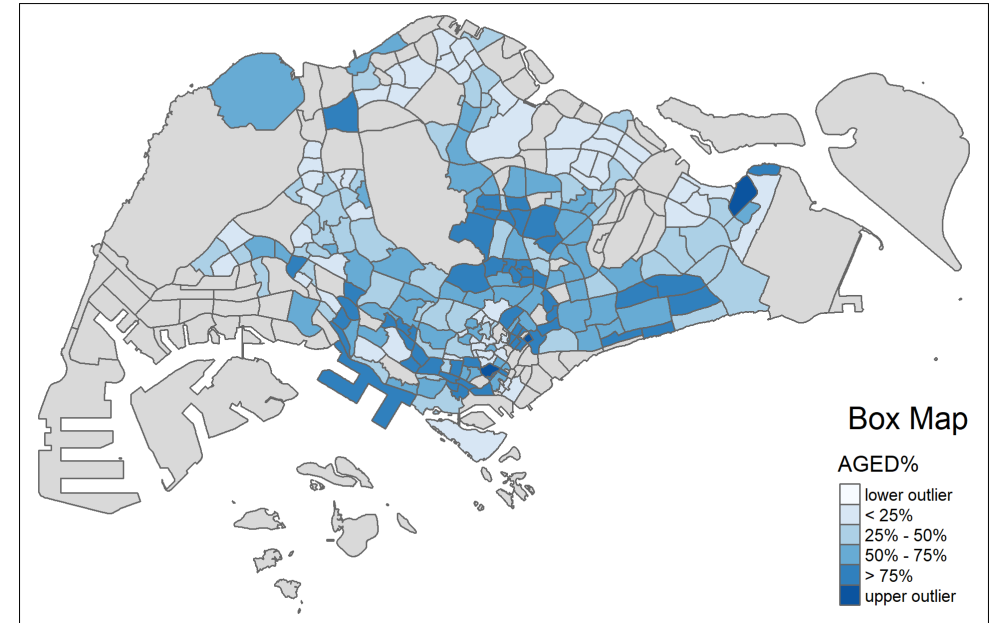 Box Map
AGED%
lower outlier
< 25%
25% - 50%
50% - 75%
> 75%
upper outlier